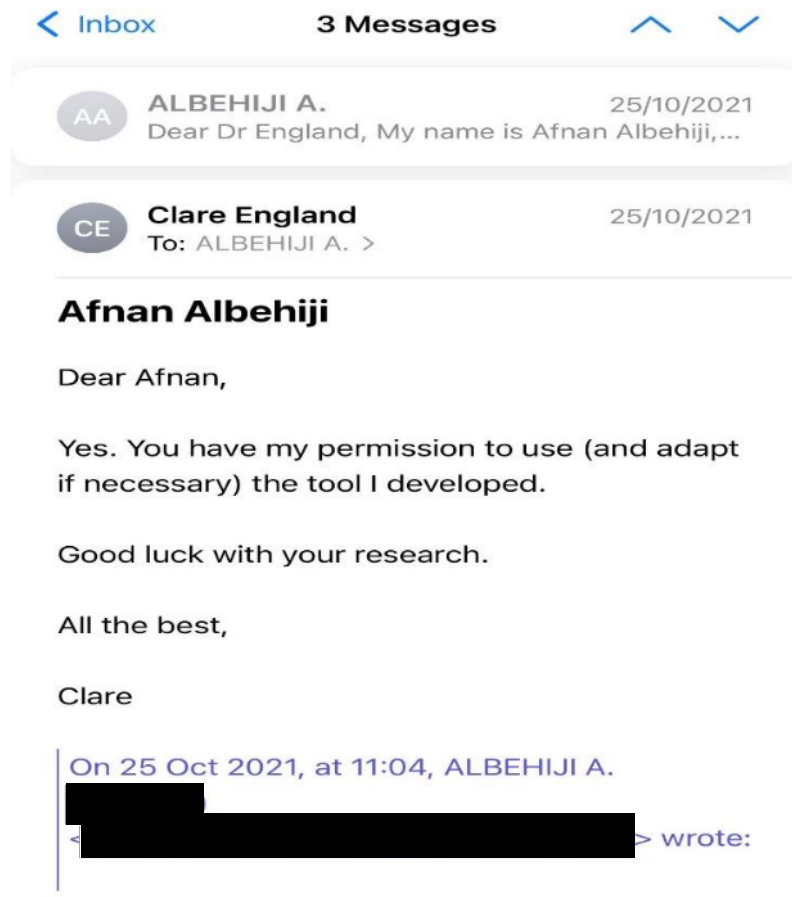 Inbox 3 Messages
AA ALBEHIJI A. 25/10/2021
Dear Dr England, My name is Afnan Albehiji,...
CE Clare England 25/10/2021
To: ALBEHIJI A. >
Afnan Albehiji
Dear Afnan,
Yes. You have my permission to use (and adapt
if necessary) the tool I developed.
Good luck with your research.
All the best,
Clare
On 25 Oct 2021, at 11:04, ALBEHIJI A.
< > wrote: